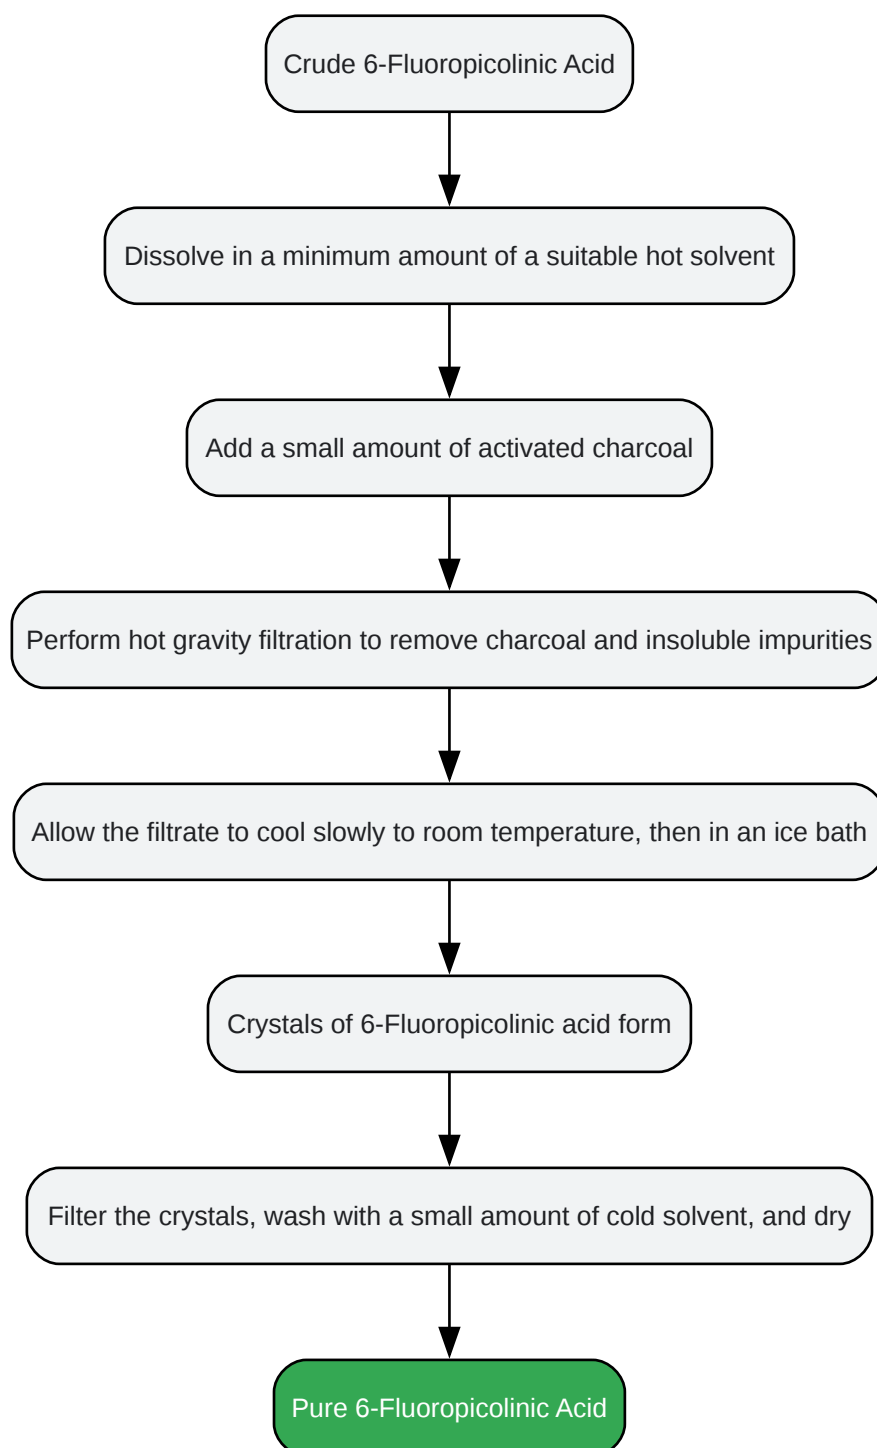 Crude 6-Fluoropicolinic Acid
Dissolve in a minimum amount of a suitable hot solvent
Add a small amount of activated charcoal
Perform hot gravity filtration to remove charcoal and insoluble impurities
Allow the filtrate to cool slowly to room temperature, then in an ice bath
Crystals of 6-Fluoropicolinic acid form
Filter the crystals, wash with a small amount of cold solvent, and dry
Pure 6-Fluoropicolinic Acid